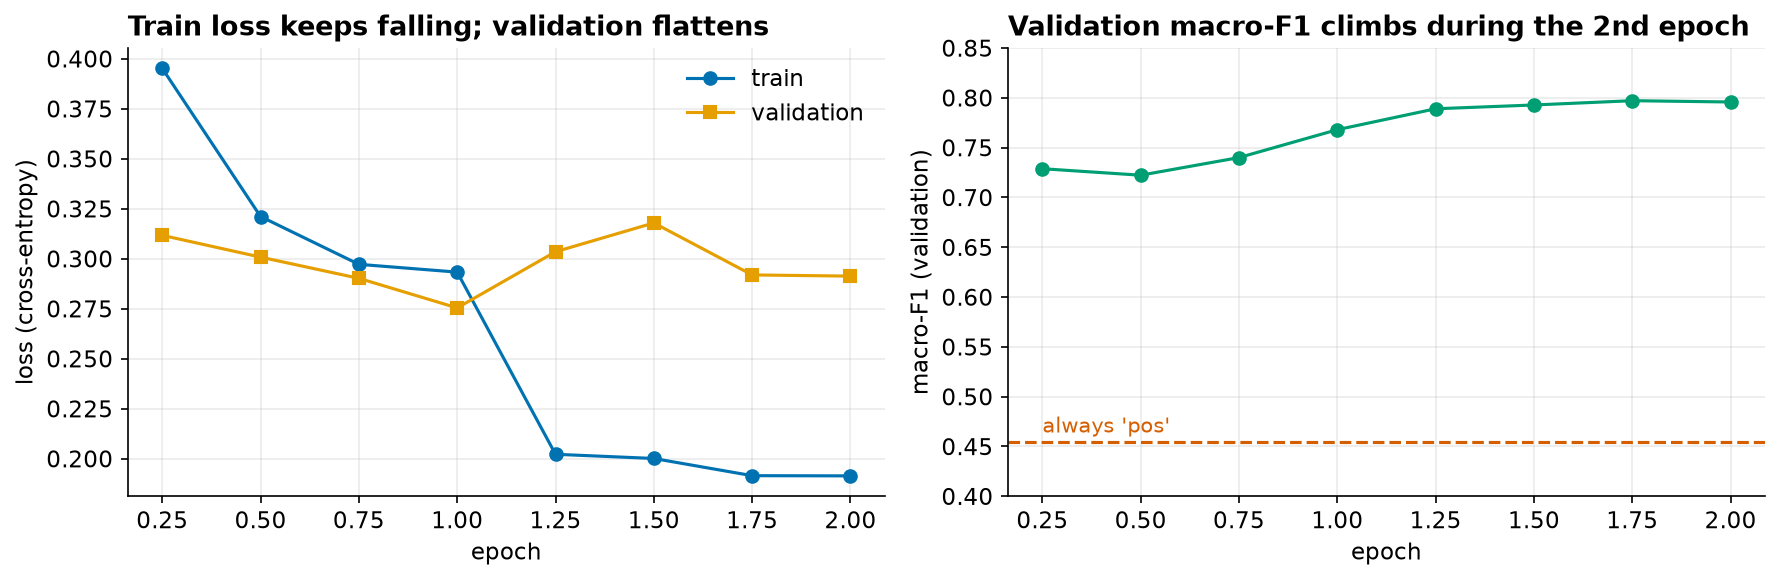 Train loss keeps falling; validation flattens
0.400
0.375
0.350
0.325
0.300
0.275
0.250
0.225
0.200
loss (cross-entropy)
train
validation
0.25 0.50 0.75 1.00 1.25 1.50 1.75 2.00
epoch
Validation macro-F1 climbs during the 2nd epoch
0.85
0.80
0.75
0.70
0.65
0.60
0.55
0.50
0.45
0.40
macro-F1 (validation)
always 'pos'
0.25 0.50 0.75 1.00 1.25 1.50 1.75 2.00
epoch